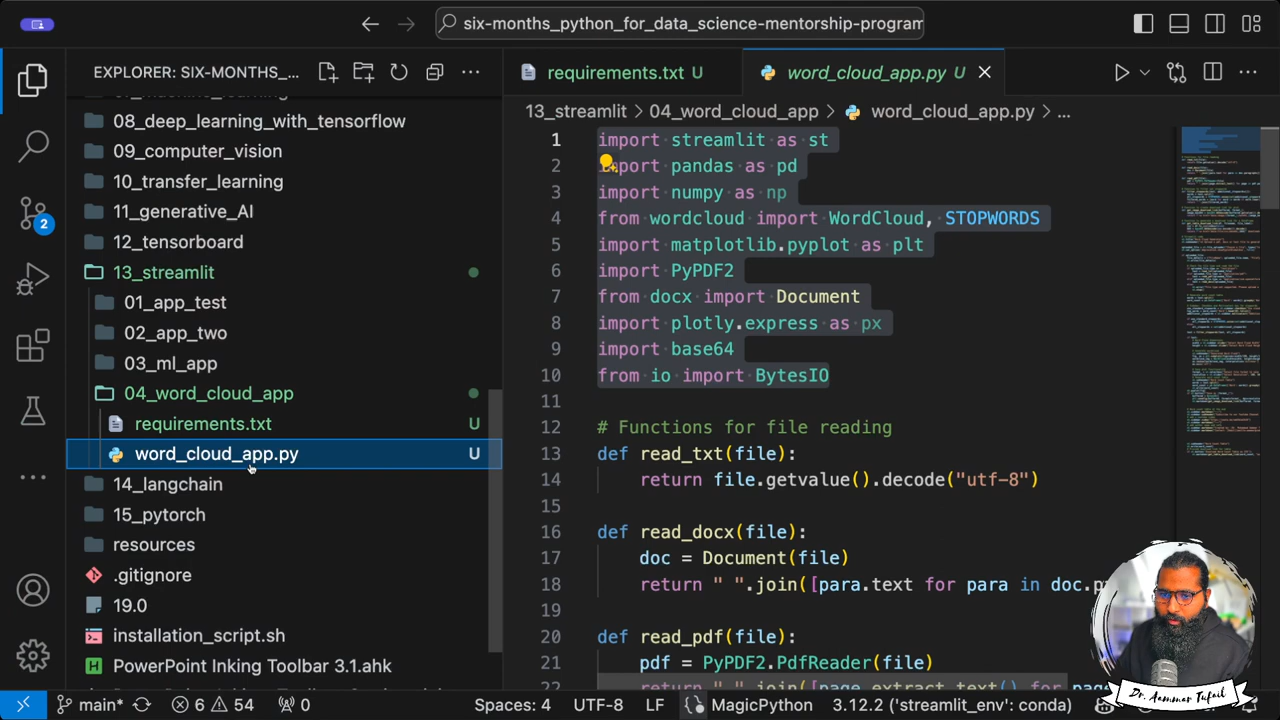 six-months_python_for_data_science-mentorship-program
EXPLORER: SIX-MONTHS_...
requirements.txt U
word_cloud_app.py U
13_streamlit > 04_word_cloud_app > word_cloud_app.py > ...
08_deep_learning_with_tensorflow
09_computer_vision
10_transfer_learning
11_generative_AI
12_tensorboard
13_streamlit
01_app_test
02_app_two
03_ml_app
04_word_cloud_app
requirements.txt U
word_cloud_app.py U
14_langchain
15_pytorch
resources
.gitignore
19.0
installation_script.sh
PowerPoint Inking Toolbar 3.1.ahk
2
1 import streamlit as st
2 import pandas as pd
3 import numpy as np
4 from wordcloud import WordCloud, STOPWORDS
5 import matplotlib.pyplot as plt
6 import PyPDF2
7 from docx import Document
8 import plotly.express as px
9 import base64
10 from io import BytesIO
11
12 # Functions for file reading
13 def read_txt(file):
14 return file.getvalue().decode("utf-8")
15
16 def read_docx(file):
17 doc = Document(file)
18 return " ".join([para.text for para in doc.p
19
20 def read_pdf(file):
21 pdf = PyPDF2.PdfReader(file)
22 return " ".join([page.extract_text() for page
Dr. Aammar Tufail
main* 6 54 0 paces: 4 UTF-8 LF MagicPython 3.12.2 ('streamlit_env': conda)